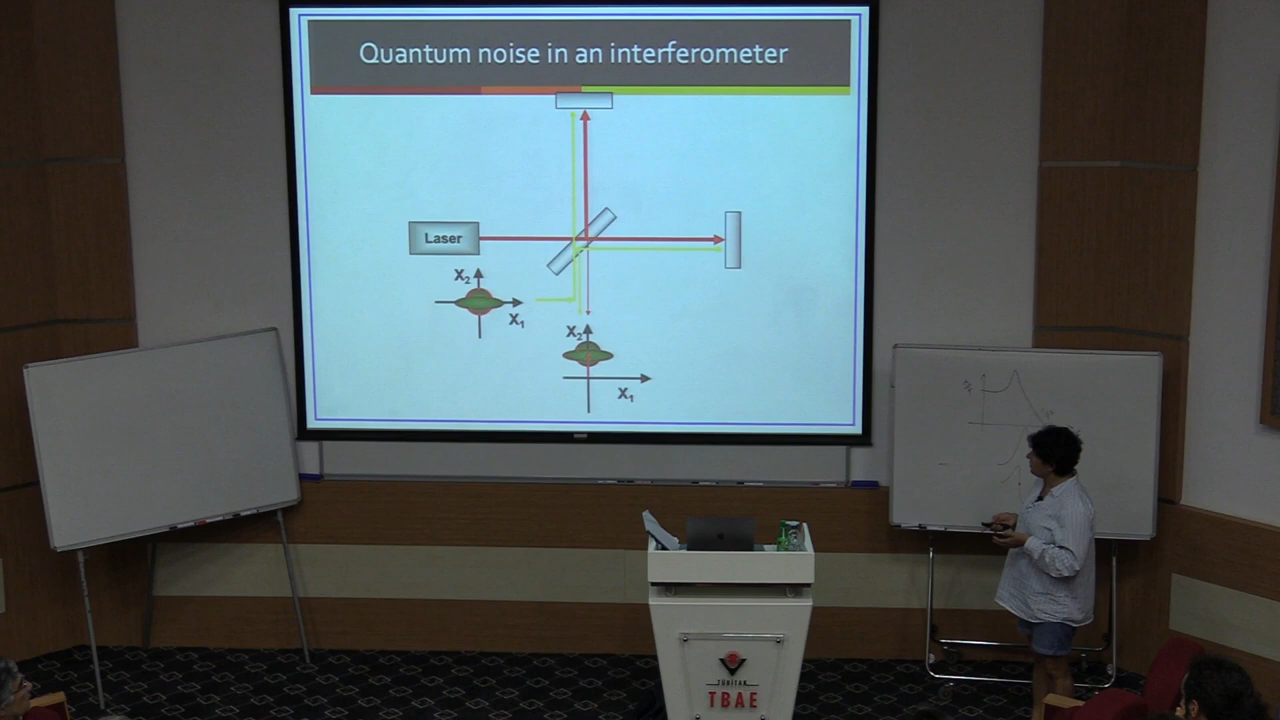 Quantum noise in an interferometer
Laser
X₂
X₁
X₂
X₁
TÜBİTAK
TBAE